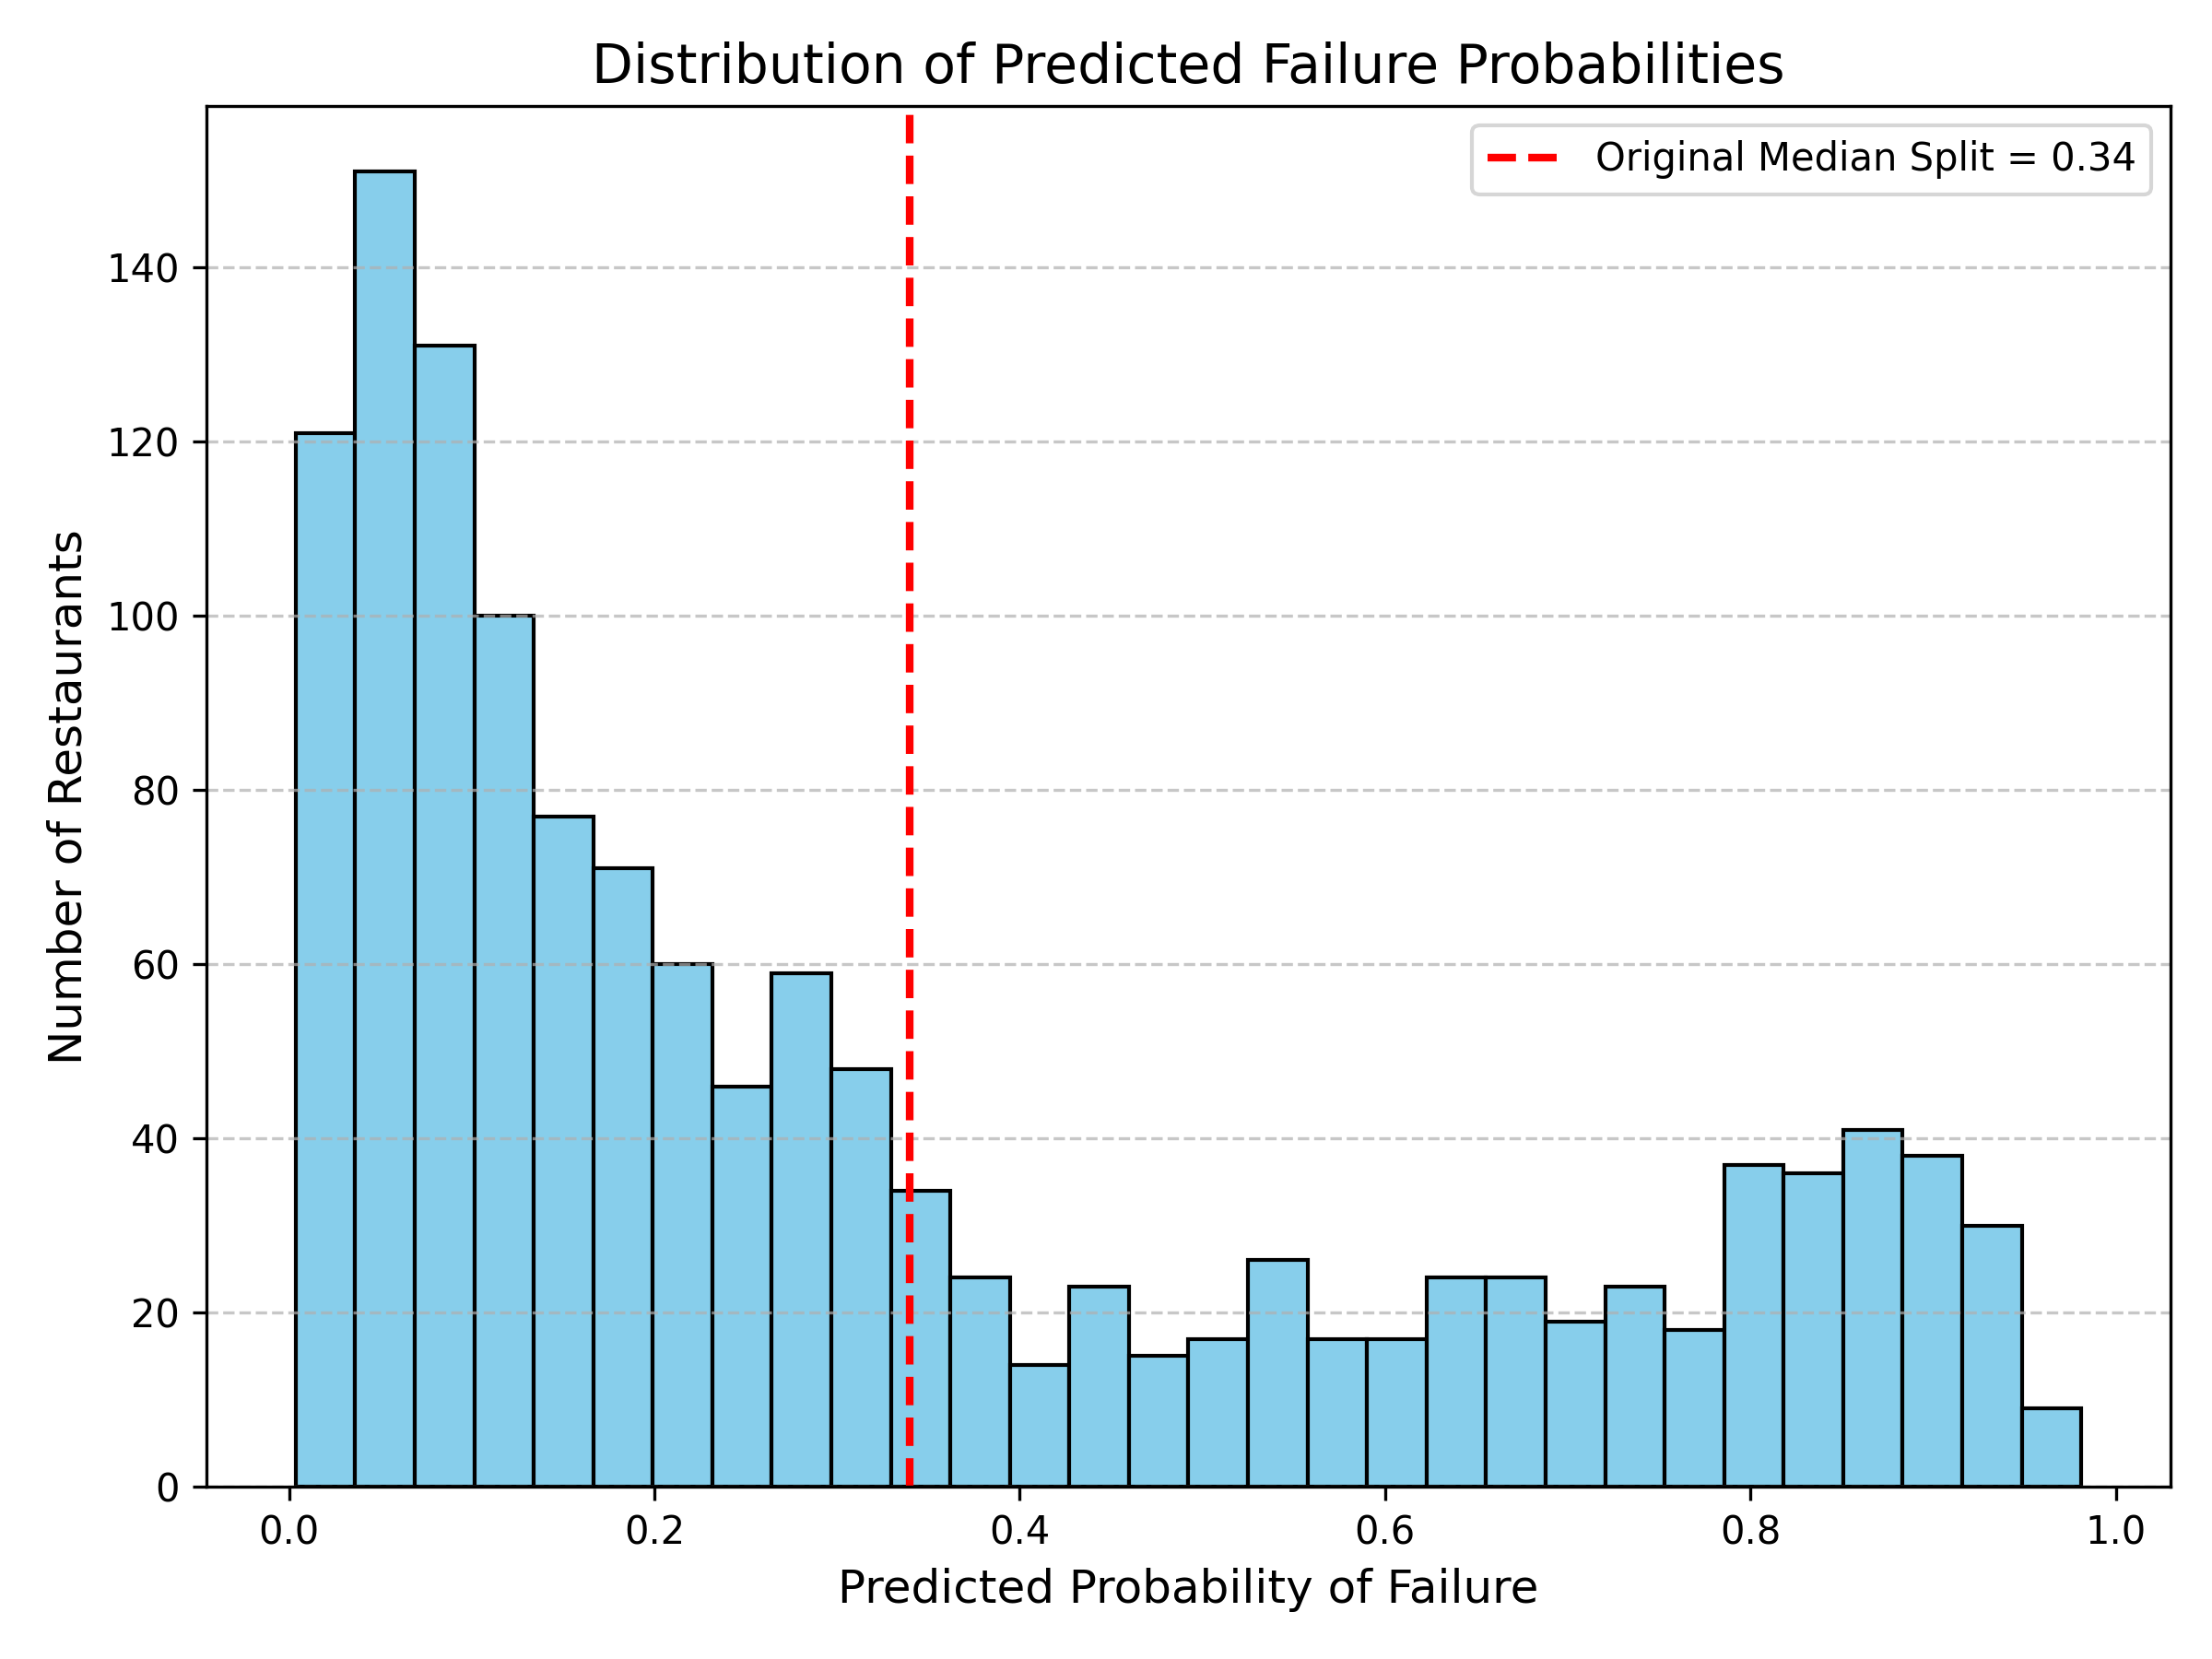 Distribution of Predicted Failure Probabilities
Original Median Split = 0.34
Number of Restaurants
140
120
100
80
60
40
20
0
0.0 0.2 0.4 0.6 0.8 1.0
Predicted Probability of Failure